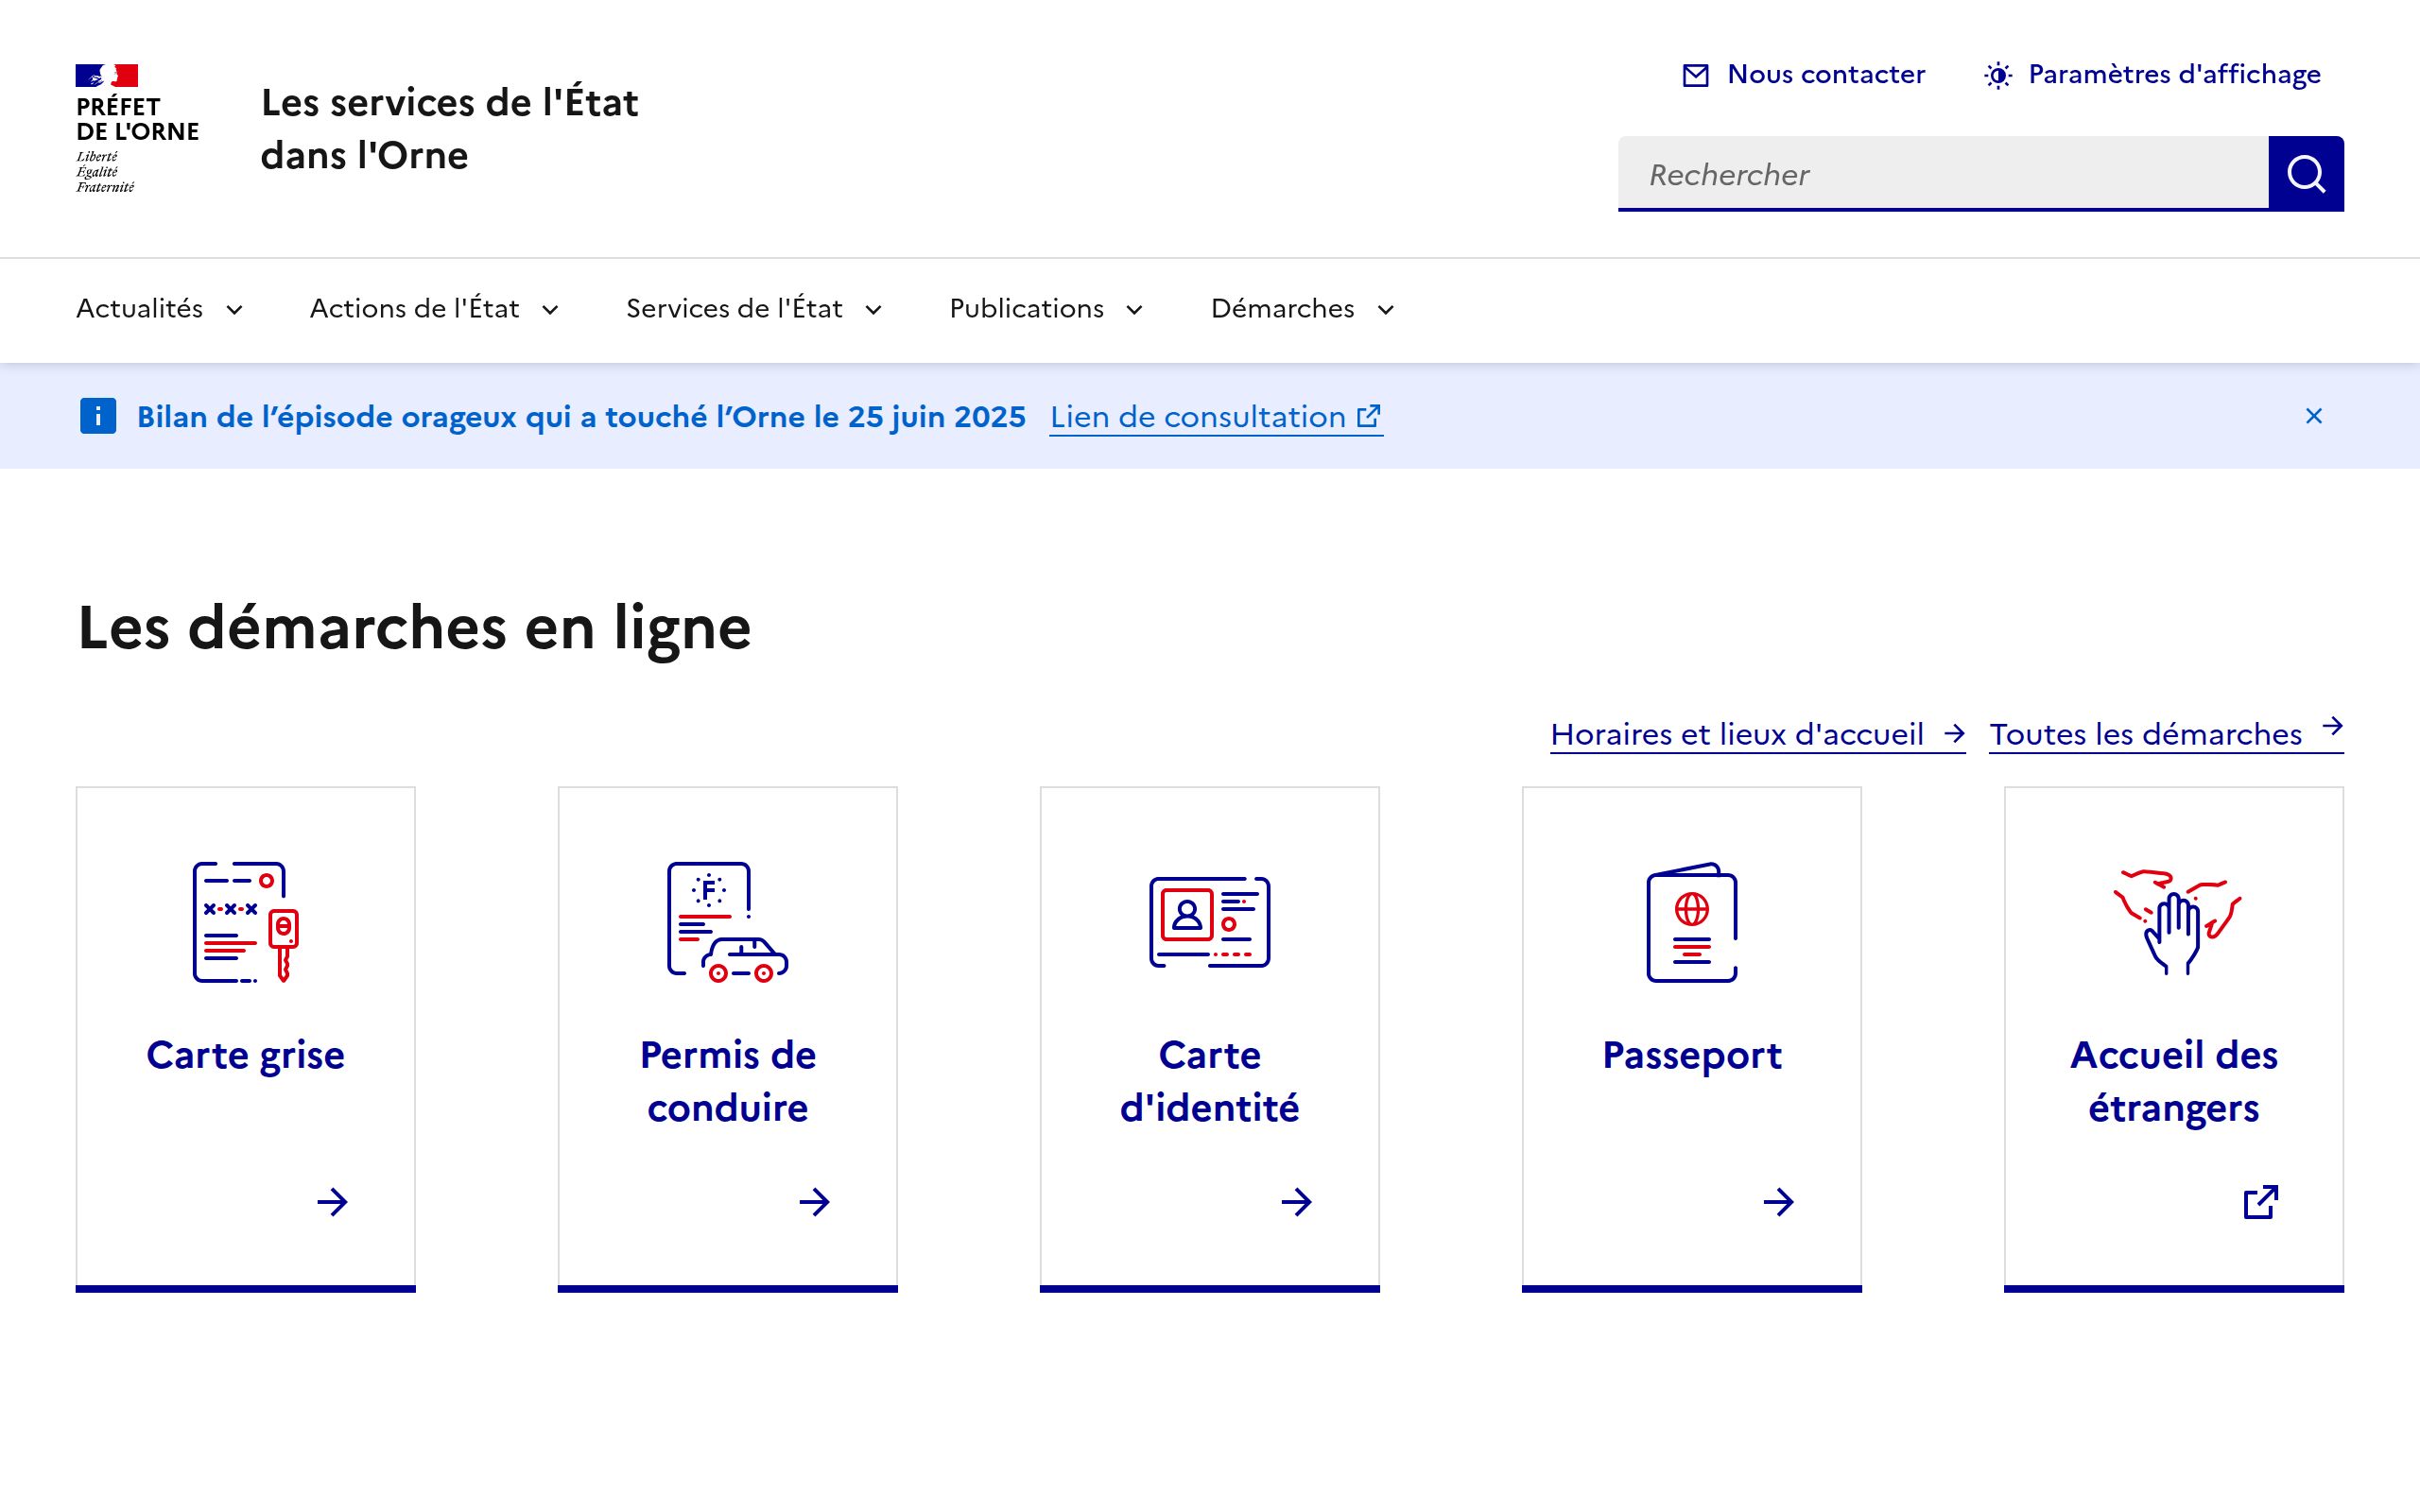 PRÉFET
DE L'ORNE
Liberté
Égalité
Fraternité
Les services de l'État
dans l'Orne
Nous contacter
Paramètres d'affichage
Rechercher
Actualités
Actions de l'État
Services de l'État
Publications
Démarches
Bilan de l’épisode orageux qui a touché l’Orne le 25 juin 2025 Lien de consultation
Les démarches en ligne
Horaires et lieux d'accueil
Toutes les démarches
F
Carte grise
Permis de
conduire
Carte
d'identité
Passeport
Accueil des
étrangers